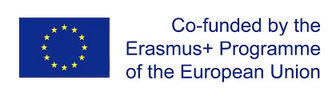 Co-funded by the
Erasmus+ Programme
of the European Union